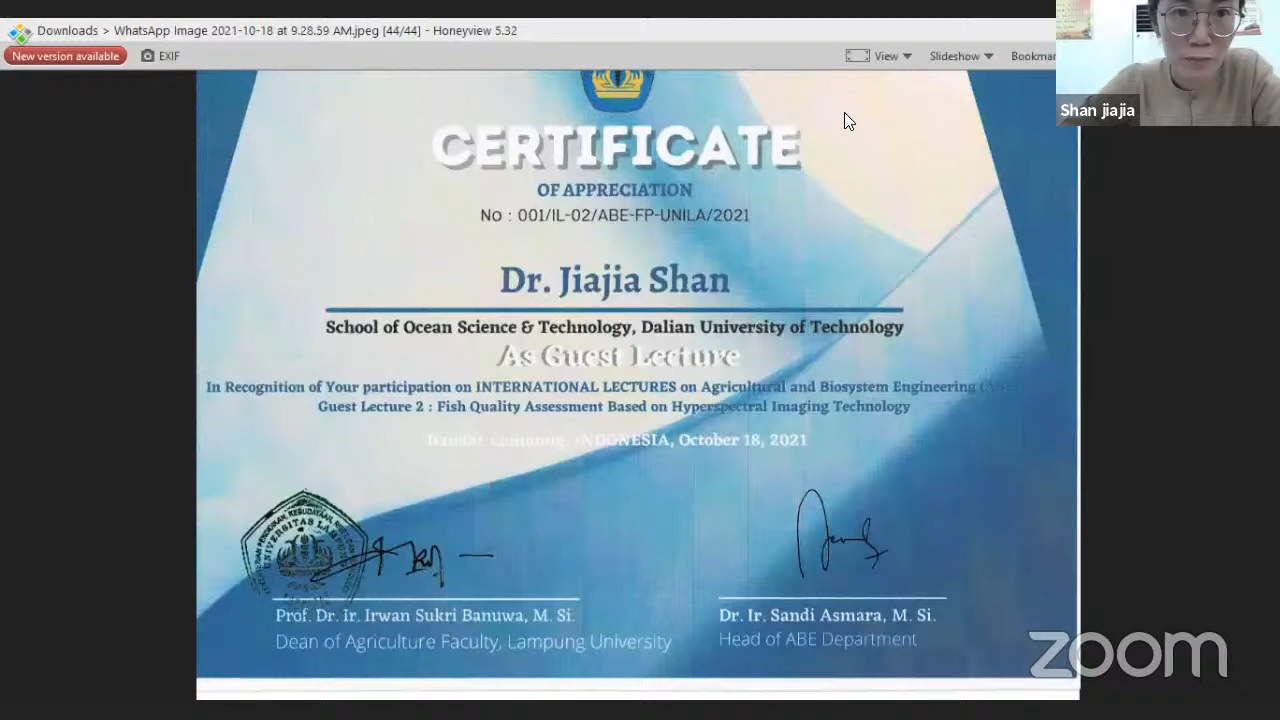 Downloads > WhatsApp Image 2021-10-18 at 9.28.59 AM.jpeg [44/44] - Honeyview 5.32
New version available
EXIF
View
Slideshow
Bookmar
Shan jiajia
CERTIFICATE
OF APPRECIATION
No : 001/IL-02/ABE-FP-UNILA/2021
Dr. Jiajia Shan
School of Ocean Science & Technology, Dalian University of Technology
As Guest Lecture
In Recognition of Your participation on INTERNATIONAL LECTURES on Agricultural and Biosystem Engineering
Guest Lecture 2 : Fish Quality Assessment Based on Hyperspectral Imaging Technology
INDONESIA, October 18, 2021
UNIVERSITAS LAMPUNG
Prof. Dr. Ir. Irwan Sukri Banuwa, M. Si.
Dean of Agriculture Faculty, Lampung University
Dr. Ir. Sandi Asmara, M. Si.
Head of ABE Department
zoom